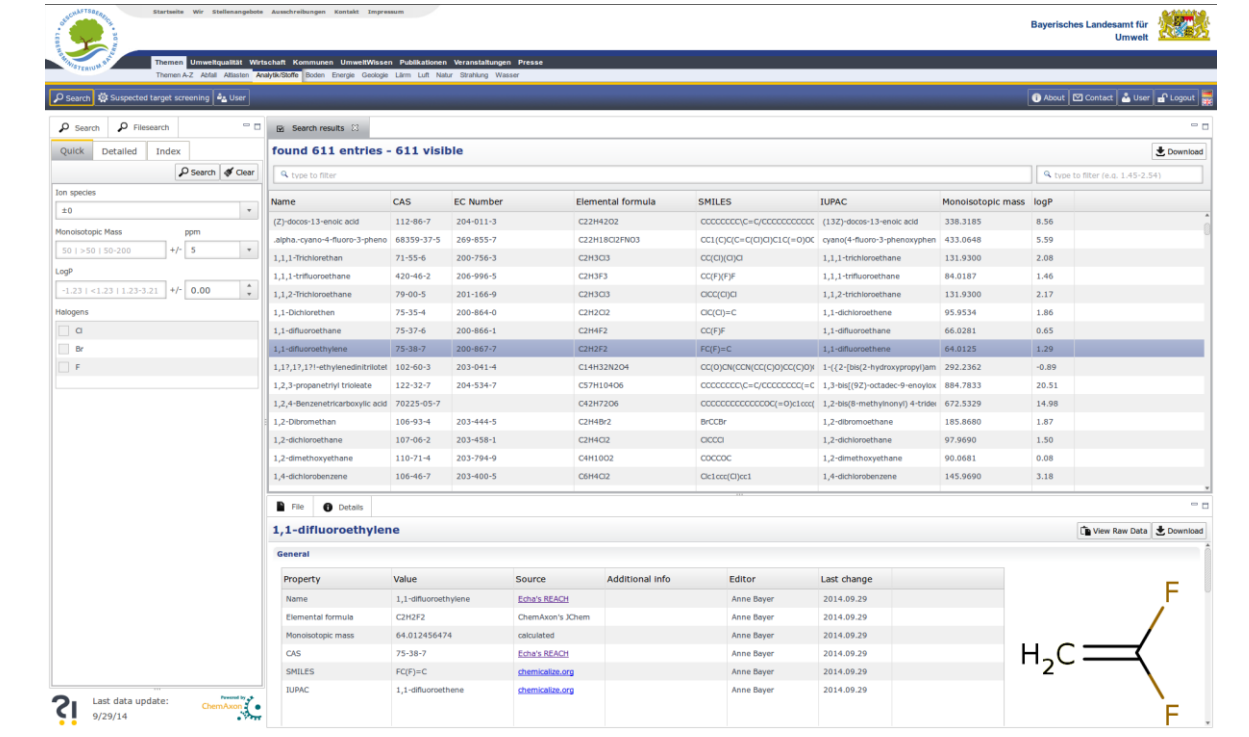 Startseite Wir Stellenangebote Ausschreibungen Kontakt Impressum
GESCHÄFTSBEREICH
Bayerisches Landesamt für
Umwelt
Themen Umweltqualität Wirtschaft Kommunen UmweltWissen Publikationen Veranstaltungen Presse
Themen A-Z Abfall Altlasten Analytik/Stoffe Boden Energie Geologie Lärm Luft Natur Strahlung Wasser
Search Suspected target screening User About Contact User Logout
Search Filesearch
Quick Detailed Index
Search Clear
Ion species
±0
Monoisotopic Mass ppm
50 | >50 | 50-200 +/- 5
LogP
-1.23 | <1.23 | 1.23-3.21 +/- 0.00
Halogens
Cl
Br
F
Last data update:
9/29/14
Powered by
ChemAxon
Search results
found 611 entries - 611 visible Download
type to filter type to filter (e.g. 1.45-2.54)
Name CAS EC Number Elemental formula SMILES IUPAC Monoisotopic mass logP
(Z)-docos-13-enoic acid 112-86-7 204-011-3 C22H42O2 CCCCCCCC\C=C/CCCCCCCCCCC (13Z)-docos-13-enoic acid 338.3185 8.56
.alpha.-cyano-4-fluoro-3-pheno 68359-37-5 269-855-7 C22H18Cl2FNO3 CC1(C)C(C=C(Cl)Cl)C1C(=O)OC cyano(4-fluoro-3-phenoxyphen 433.0648 5.59
1,1,1-Trichlorethan 71-55-6 200-756-3 C2H3Cl3 CC(Cl)(Cl)Cl 1,1,1-trichloroethane 131.9300 2.08
1,1,1-trifluoroethane 420-46-2 206-996-5 C2H3F3 CC(F)(F)F 1,1,1-trifluoroethane 84.0187 1.46
1,1,2-Trichloroethane 79-00-5 201-166-9 C2H3Cl3 ClCC(Cl)Cl 1,1,2-trichloroethane 131.9300 2.17
1,1-Dichlorethen 75-35-4 200-864-0 C2H2Cl2 ClC(Cl)=C 1,1-dichloroethene 95.9534 1.86
1,1-difluoroethane 75-37-6 200-866-1 C2H4F2 CC(F)F 1,1-difluoroethane 66.0281 0.65
1,1-difluoroethylene 75-38-7 200-867-7 C2H2F2 FC(F)=C 1,1-difluoroethene 64.0125 1.29
1,1?,1?,1?!-ethylenedinitrilotet 102-60-3 203-041-4 C14H32N2O4 CC(O)CN(CCN(CC(C)O)CC(C)O)( 1-({2-[bis(2-hydroxypropyl)am 292.2362 -0.89
1,2,3-propanetriyl trioleate 122-32-7 204-534-7 C57H104O6 CCCCCCCC\C=C/CCCCCCCC(=C 1,3-bis[(9Z)-octadec-9-enoylox 884.7833 20.51
1,2,4-Benzenetricarboxylic acid 70225-05-7 C42H72O6 CCCCCCCCCCCCCOC(=O)c1ccc( 1,2-bis(8-methylnonyl) 4-tridec 672.5329 14.98
1,2-Dibromethan 106-93-4 203-444-5 C2H4Br2 BrCCBr 1,2-dibromoethane 185.8680 1.87
1,2-dichloroethane 107-06-2 203-458-1 C2H4Cl2 ClCCCl 1,2-dichloroethane 97.9690 1.50
1,2-dimethoxyethane 110-71-4 203-794-9 C4H10O2 COCCOC 1,2-dimethoxyethane 90.0681 0.08
1,4-dichlorobenzene 106-46-7 203-400-5 C6H4Cl2 Clc1ccc(Cl)cc1 1,4-dichlorobenzene 145.9690 3.18
File Details
1,1-difluoroethylene View Raw Data Download
General
Property Value Source Additional info Editor Last change
Name 1,1-difluoroethylene Echa's REACH Anne Bayer 2014.09.29
Elemental formula C2H2F2 ChemAxon's JChem Anne Bayer 2014.09.29
Monoisotopic mass 64.012456474 calculated Anne Bayer 2014.09.29
CAS 75-38-7 Echa's REACH Anne Bayer 2014.09.29
SMILES FC(F)=C chemicalize.org Anne Bayer 2014.09.29
IUPAC 1,1-difluoroethene chemicalize.org Anne Bayer 2014.09.29
F
H2C
F